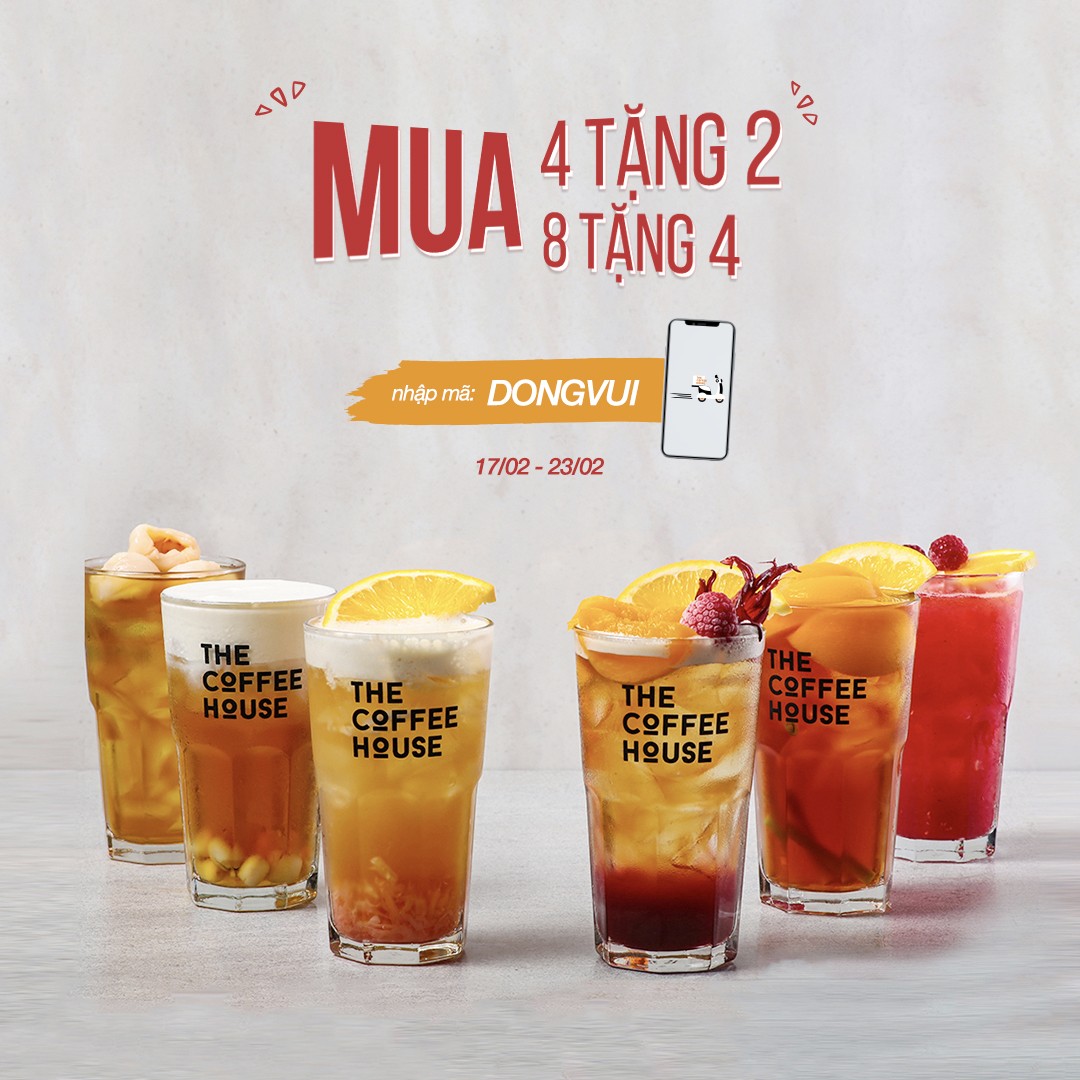 MUA
4 TẶNG 2
8 TẶNG 4
nhập mã: DONGVUI
17/02 - 23/02
THE
COFFEE
HOUSE
THE
COFFEE
HOUSE
THE
COFFEE
HOUSE
THE
COFFEE
HOUSE